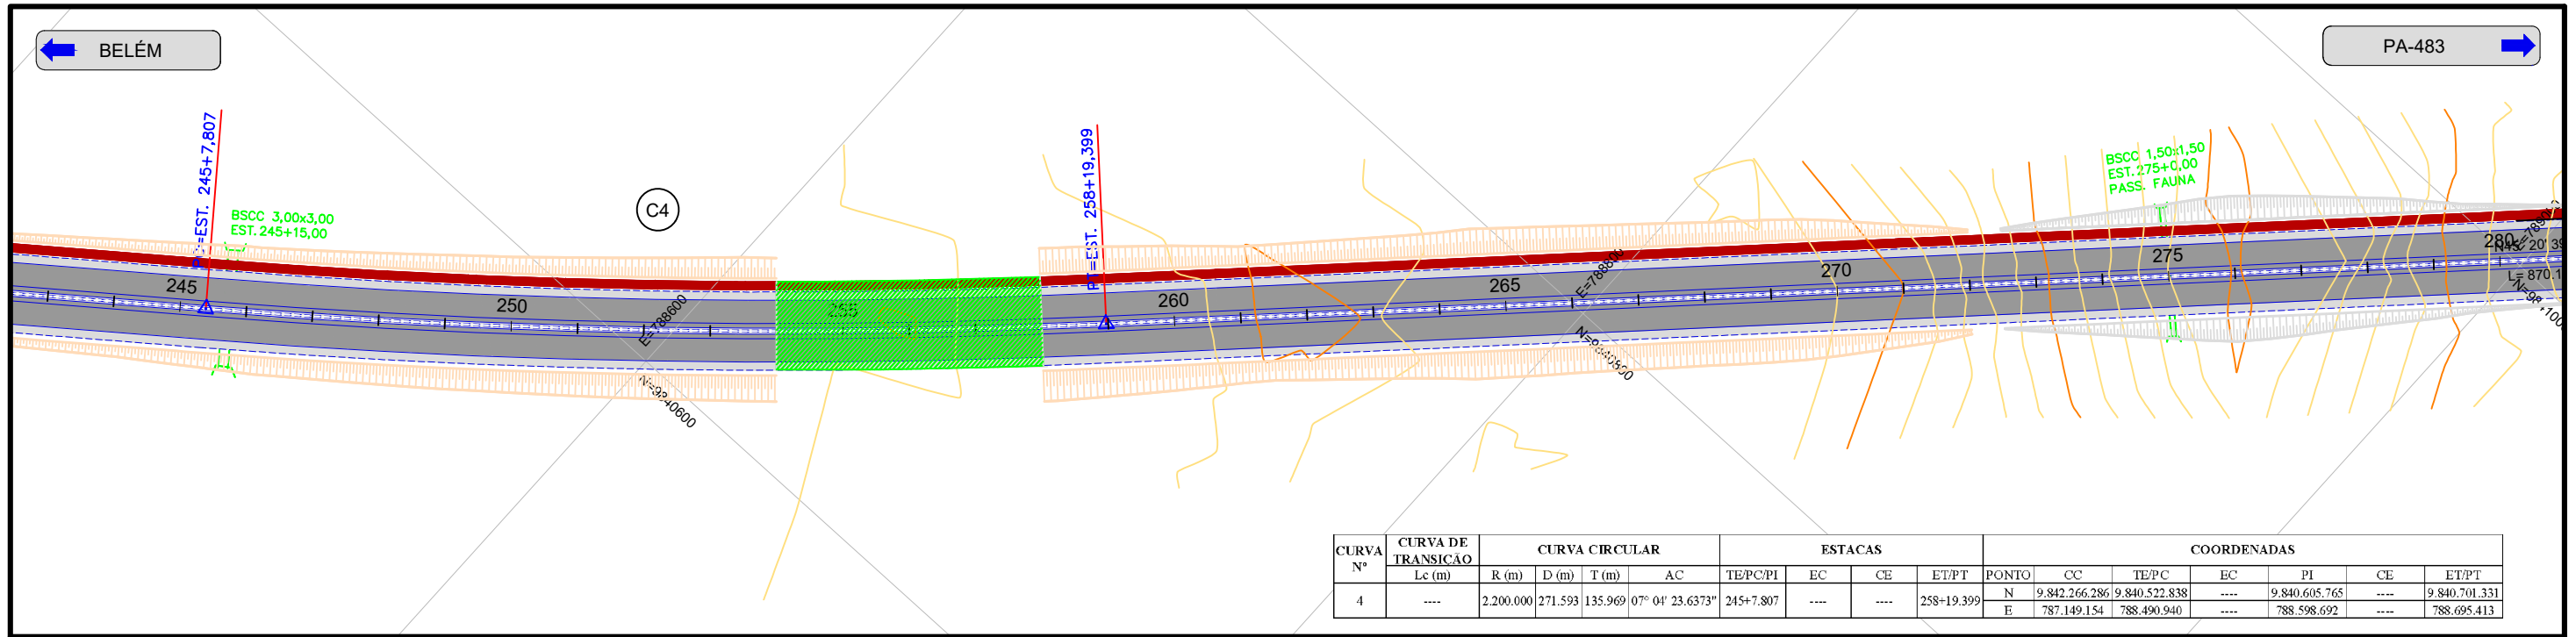 BELÉM
PA-483
EST. 245+7,807
BSCC 3,00x3,00
EST. 245+15,00
C4
PT=EST. 258+19,399
BSCC 1,50x1,50
EST. 275+0,00
PASS. FAUNA
245
250
255
260
265
270
275
280
E=788600
N=9840600
E=788800
N=9840800
CURVA Nº
CURVA DE TRANSIÇÃO
CURVA CIRCULAR
ESTACAS
COORDENADAS
Lc (m) R (m) D (m) T (m) AC TE/PC/PI EC CE ET/PT PONTO CC TE/PC EC PI CE ET/PT
4 ---- 2.200.000 271.593 135.969 07° 04' 23.6373" 245+7.807 ---- ---- 258+19.399 N 9.842.266.286 9.840.522.838 ---- 9.840.605.765 ---- 9.840.701.331
E 787.149.154 788.490.940 ---- 788.598.692 ---- 788.695.413